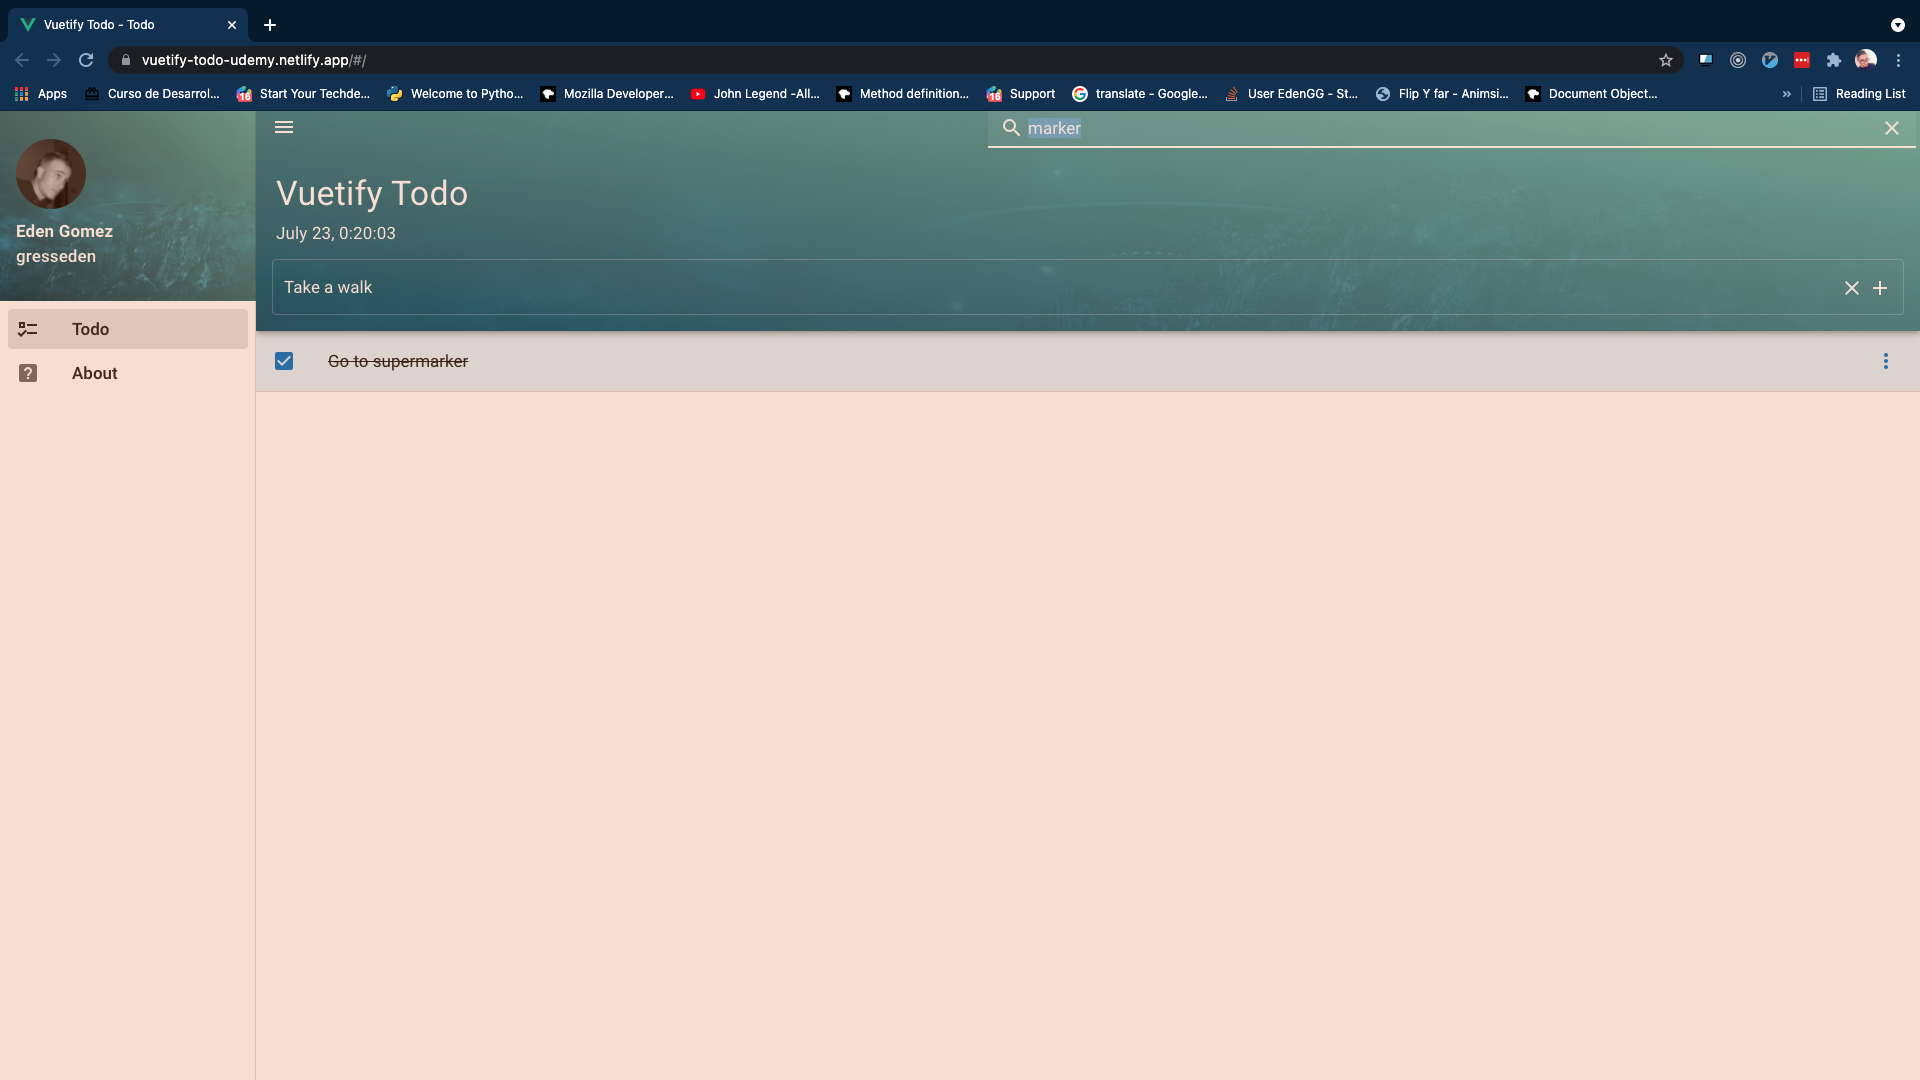 Vuetify Todo - Todo
vuetify-todo-udemy.netlify.app/#/
Apps
Curso de Desarrol...
Start Your Techde...
Welcome to Pytho...
Mozilla Developer...
John Legend -All...
Method definition...
Support
translate - Google...
User EdenGG - St...
Flip Y far - Animsi...
Document Object...
»
Reading List
marker
Eden Gomez
gresseden
Todo
About
Vuetify Todo
July 23, 0:20:03
Take a walk
Go to supermarker